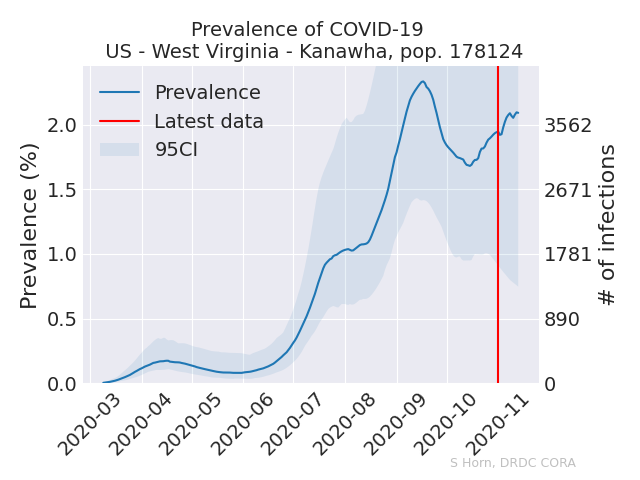 Prevalence of COVID-19
US - West Virginia - Kanawha, pop. 178124
Prevalence
Latest data
95CI
Prevalence (%)
2.0
1.5
1.0
0.5
0.0
3562
2671
1781
890
0
# of infections
2020-03
2020-04
2020-05
2020-06
2020-07
2020-08
2020-09
2020-10
2020-11
S Horn, DRDC CORA